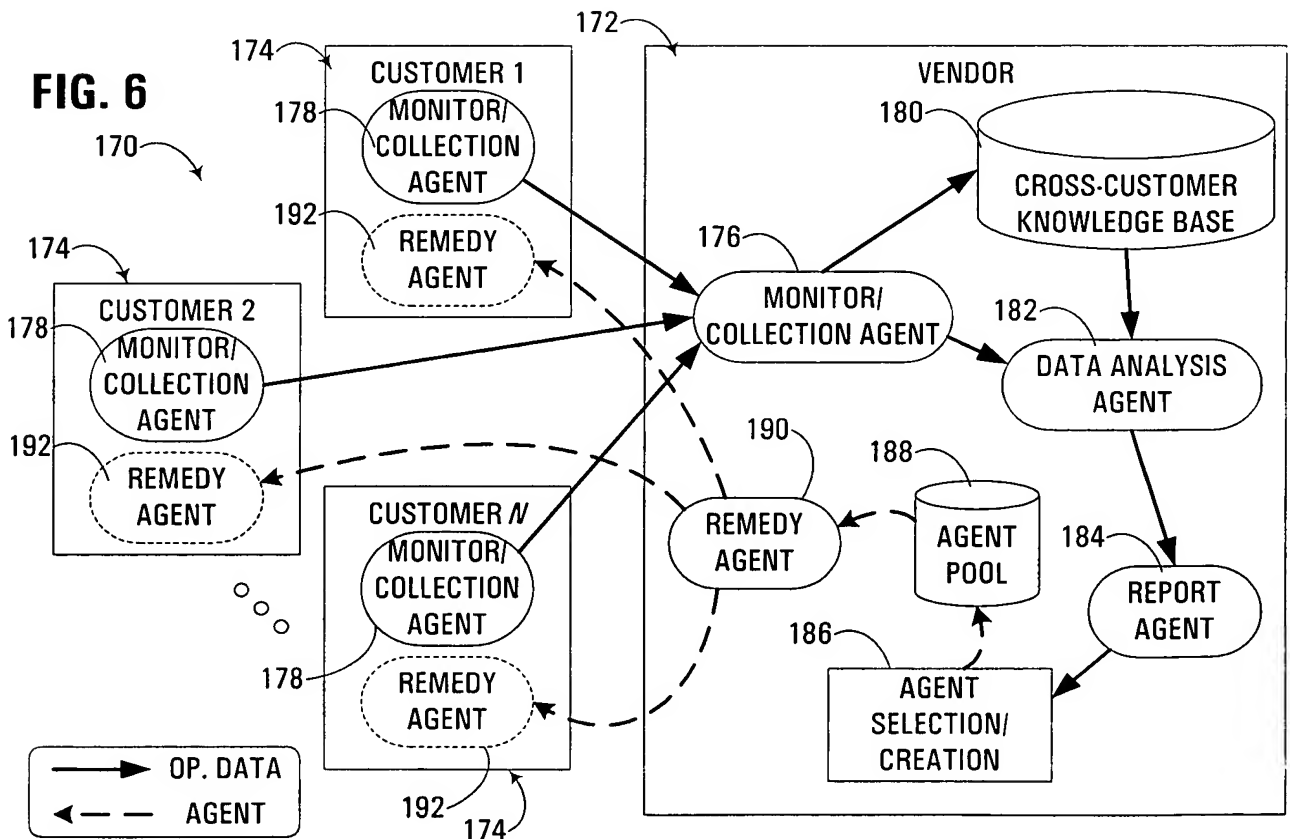 FIG. 6
170
174
CUSTOMER 1
178
MONITOR/
COLLECTION
AGENT
192
REMEDY
AGENT
174
CUSTOMER 2
178
MONITOR/
COLLECTION
AGENT
192
REMEDY
AGENT
CUSTOMER N
MONITOR/
COLLECTION
AGENT
178
REMEDY
AGENT
192
174
172
VENDOR
180
CROSS-CUSTOMER
KNOWLEDGE BASE
176
MONITOR/
COLLECTION AGENT
182
DATA ANALYSIS
AGENT
190
REMEDY
AGENT
188
AGENT
POOL
184
REPORT
AGENT
186
AGENT
SELECTION/
CREATION
OP. DATA
AGENT